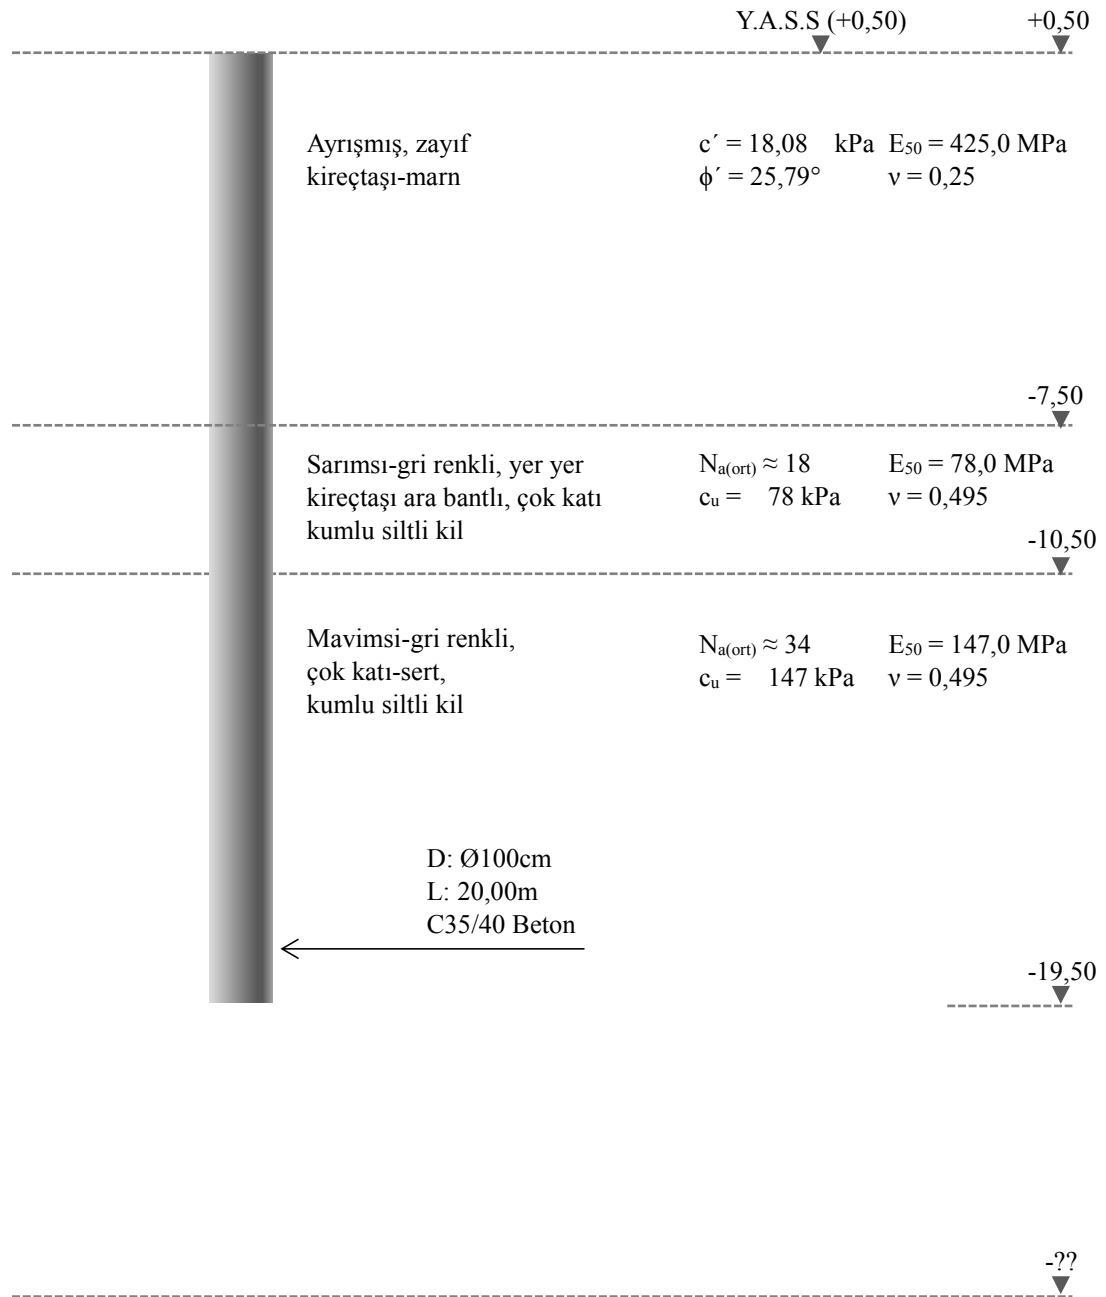 Y.A.S.S (+0,50) +0,50
Ayrışmış, zayıf
kireçtaşı-marn
c´ = 18,08 kPa E₅₀ = 425,0 MPa
ϕ´ = 25,79° ν = 0,25
-7,50
Sarımsı-gri renkli, yer yer
kireçtaşı ara bantlı, çok katı
kumlu siltli kil
Na(ort) ≈ 18 E₅₀ = 78,0 MPa
cu = 78 kPa ν = 0,495
-10,50
Mavimsi-gri renkli,
çok katı-sert,
kumlu siltli kil
Na(ort) ≈ 34 E₅₀ = 147,0 MPa
cu = 147 kPa ν = 0,495
D: Ø100cm
L: 20,00m
C35/40 Beton
-19,50
-??